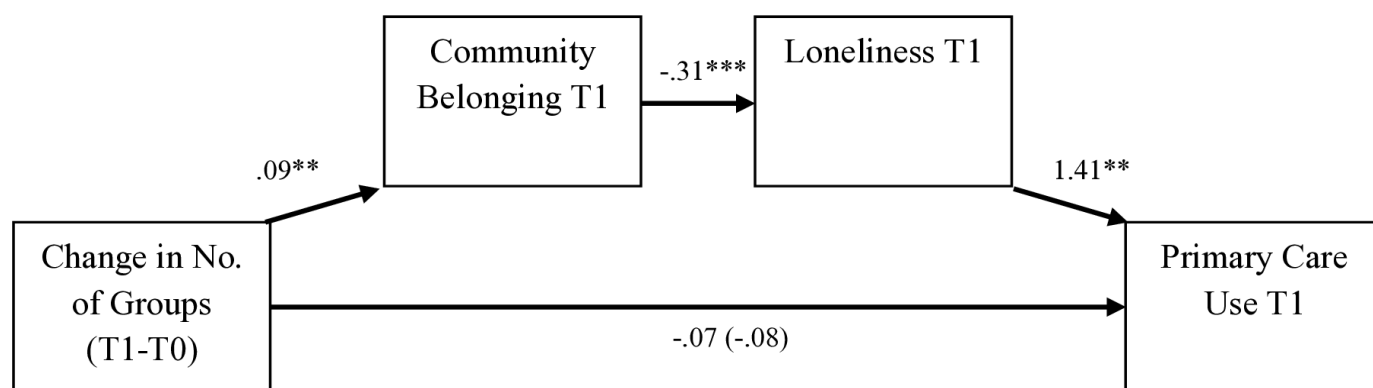 Community
Belonging T1
-.31***
Loneliness T1
.09**
1.41**
Change in No.
of Groups
(T1-T0)
-.07 (-.08)
Primary Care
Use T1